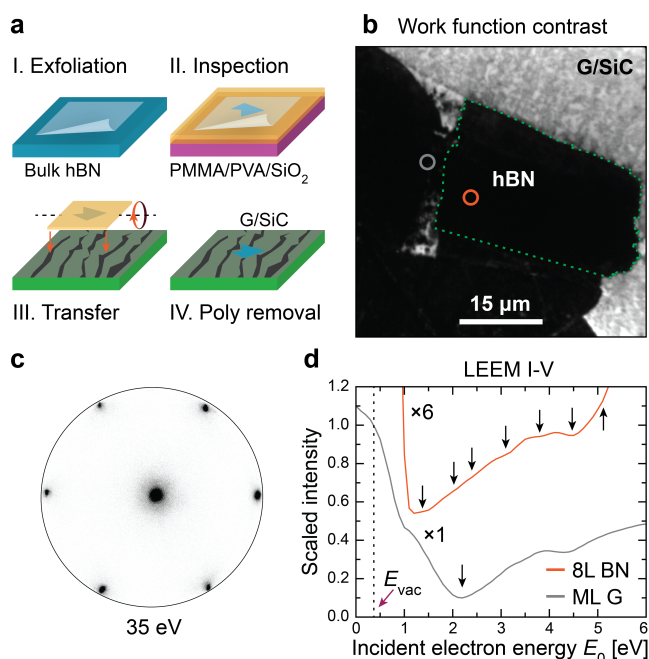 a
I. Exfoliation
II. Inspection
Bulk hBN
PMMA/PVA/SiO₂
G/SiC
III. Transfer
IV. Poly removal
b Work function contrast
G/SiC
hBN
15 µm
c
35 eV
d
LEEM I-V
Scaled intensity
1.2
1.0
0.8
0.6
0.4
0.2
0.0
×6
×1
E_vac
8L BN
ML G
0 1 2 3 4 5 6
Incident electron energy E₀ [eV]